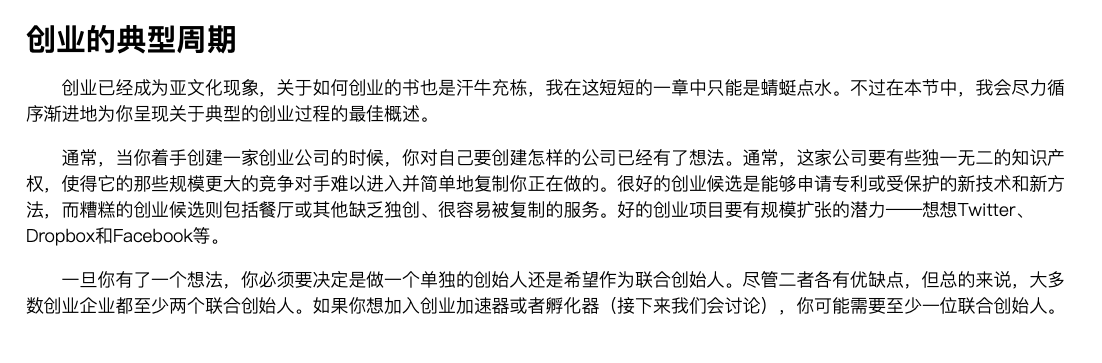 创业的典型周期
创业已经成为亚文化现象，关于如何创业的书也是汗牛充栋，我在这短短的一章中只能是蜻蜓点水。不过在本节中，我会尽力循
序渐进地为你呈现关于典型的创业过程的最佳概述。
通常，当你着手创建一家创业公司的时候，你对自己要创建怎样的公司已经有了想法。通常，这家公司要有些独一无二的知识产
权，使得它的那些规模更大的竞争对手难以进入并简单地复制你正在做的。很好的创业候选是能够申请专利或受保护的新技术和新方
法，而糟糕的创业候选则包括餐厅或其他缺乏独创、很容易被复制的服务。好的创业项目要有规模扩张的潜力——想想Twitter、
Dropbox和Facebook等。
一旦你有了一个想法，你必须要决定是做一个单独的创始人还是希望作为联合创始人。尽管二者各有优缺点，但总的来说，大多
数创业企业都至少两个联合创始人。如果你想加入创业加速器或者孵化器（接下来我们会讨论），你可能需要至少一位联合创始人。